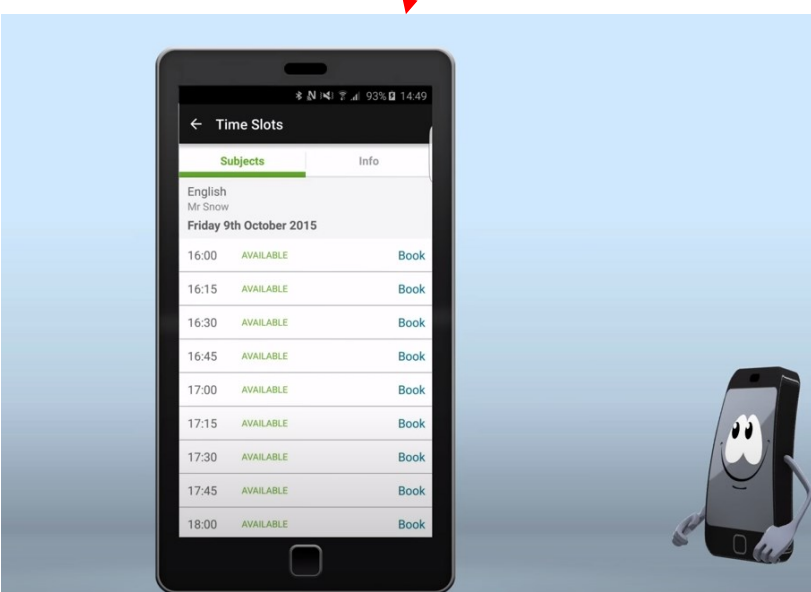 93% 14:49
← Time Slots
Subjects Info
English
Mr Snow
Friday 9th October 2015
16:00 AVAILABLE Book
16:15 AVAILABLE Book
16:30 AVAILABLE Book
16:45 AVAILABLE Book
17:00 AVAILABLE Book
17:15 AVAILABLE Book
17:30 AVAILABLE Book
17:45 AVAILABLE Book
18:00 AVAILABLE Book